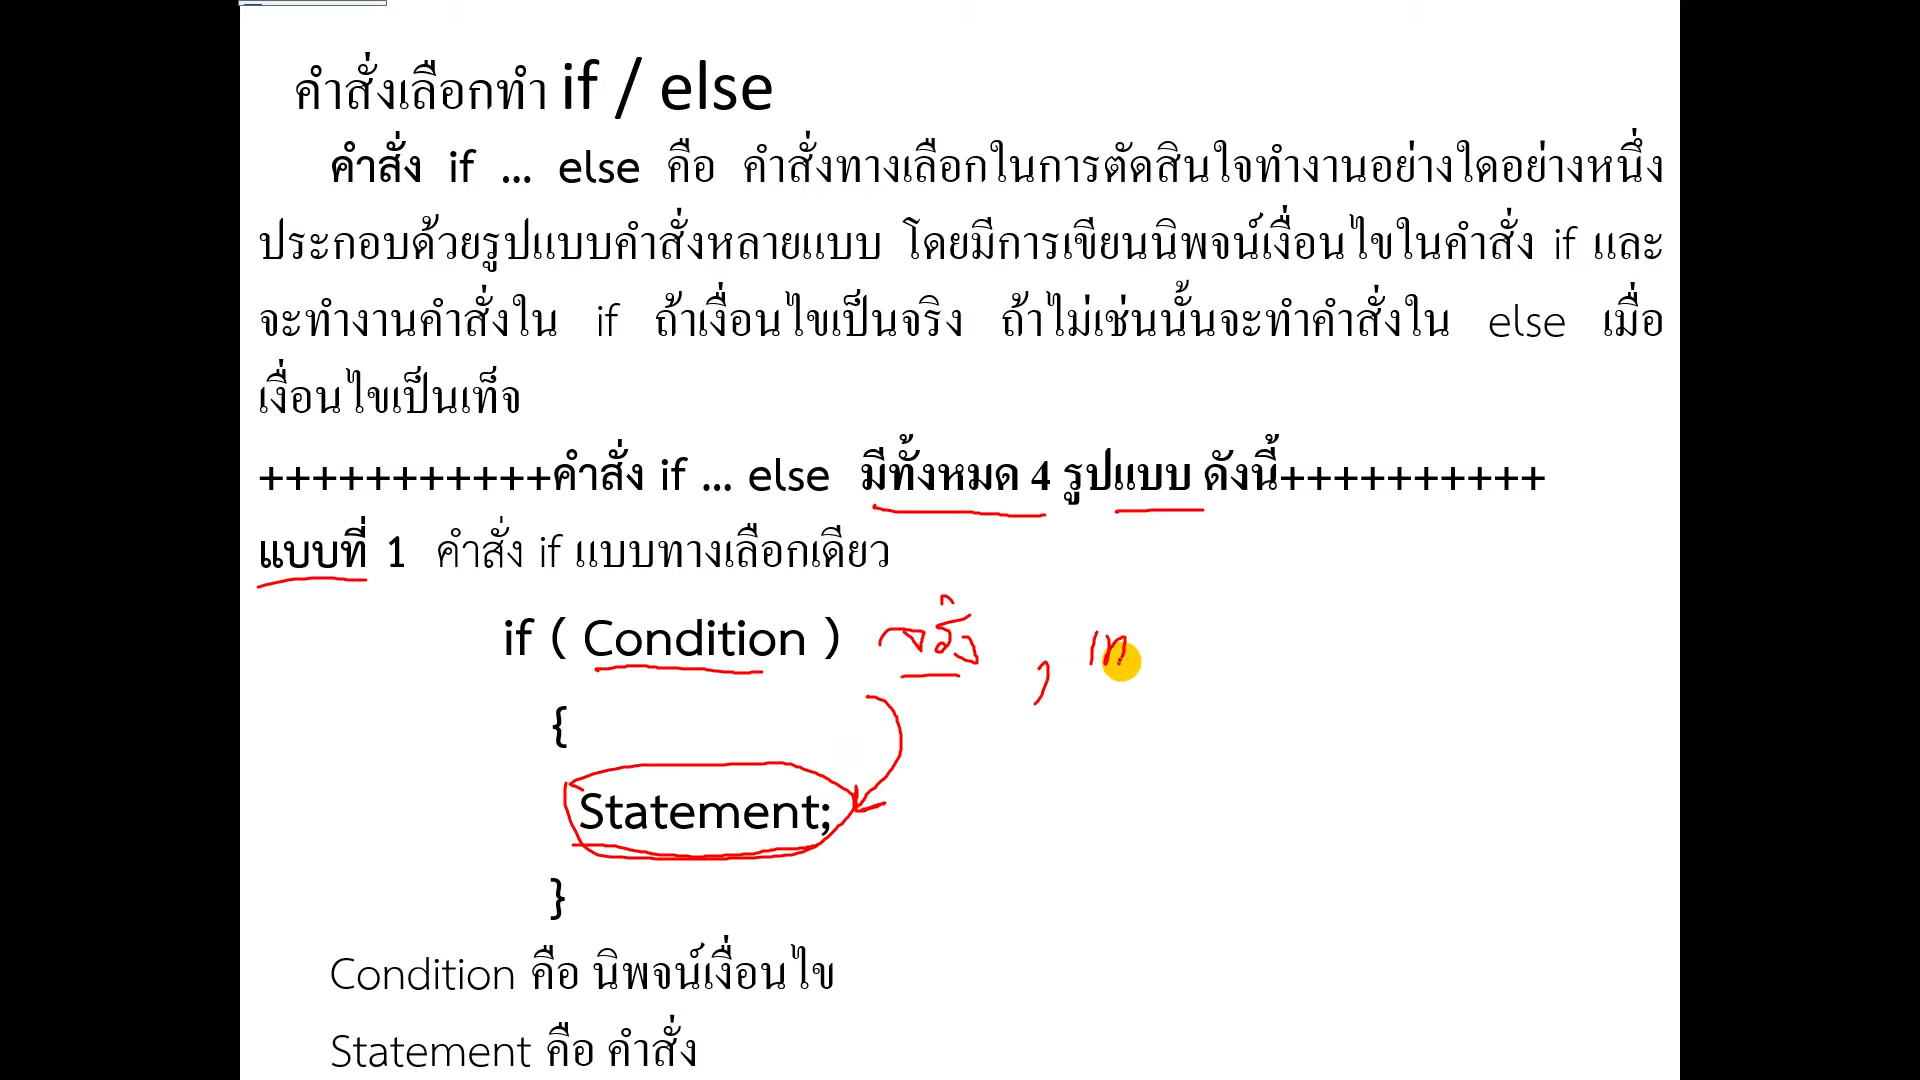 คำสั่งเลือกทำ if / else
คำสั่ง if ... else คือ คำสั่งทางเลือกในการตัดสินใจทำงานอย่างใดอย่างหนึ่ง
ประกอบด้วยรูปแบบคำสั่งหลายแบบ โดยมีการเขียนนิพจน์เงื่อนไขในคำสั่ง if และ
จะทำงานคำสั่งใน if ถ้าเงื่อนไขเป็นจริง ถ้าไม่เช่นนั้นจะทำคำสั่งใน else เมื่อ
เงื่อนไขเป็นเท็จ
+++++++++++คำสั่ง if ... else มีทั้งหมด 4 รูปแบบ ดังนี้++++++++++
แบบที่ 1 คำสั่ง if แบบทางเลือกเดียว
if ( Condition ) จริง , เท
{
Statement;
}
Condition คือ นิพจน์เงื่อนไข
Statement คือ คำสั่ง